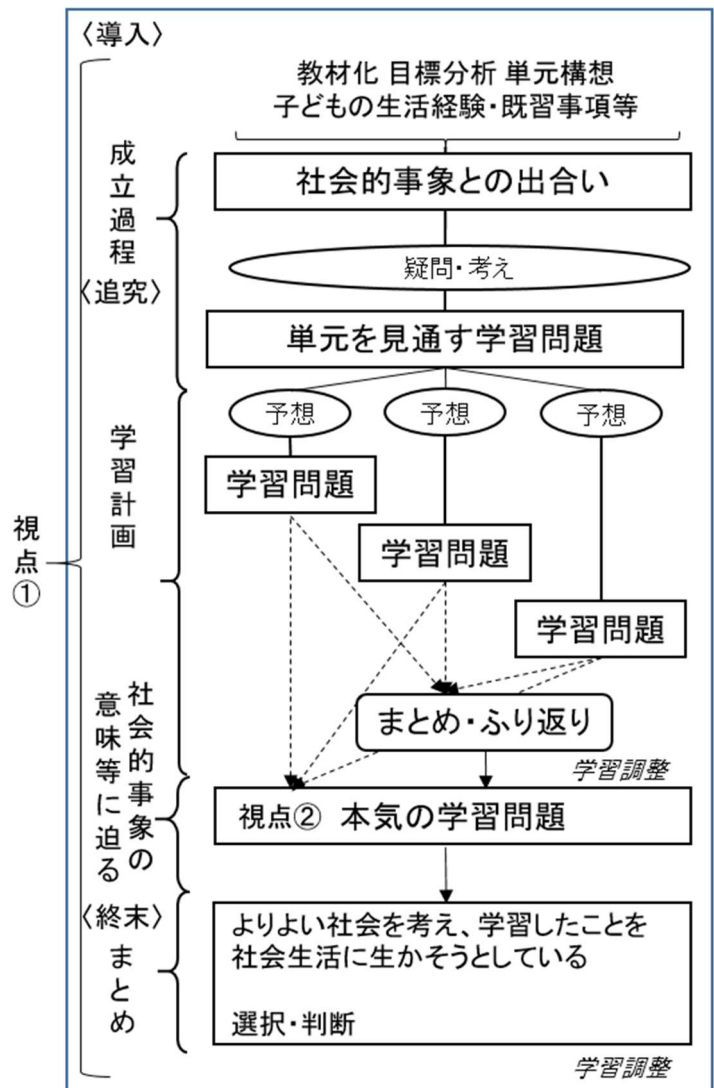 〈導入〉
教材化 目標分析 単元構想
子どもの生活経験・既習事項等
成立過程
社会的事象との出合い
疑問・考え
〈追究〉
単元を見通す学習問題
予想
予想
予想
学習計画
学習問題
学習問題
学習問題
視点①
社会的事象の
意味等に迫る
まとめ・ふり返り
学習調整
視点② 本気の学習問題
〈終末〉
まとめ
よりよい社会を考え、学習したことを
社会生活に生かそうとしている
選択・判断
学習調整